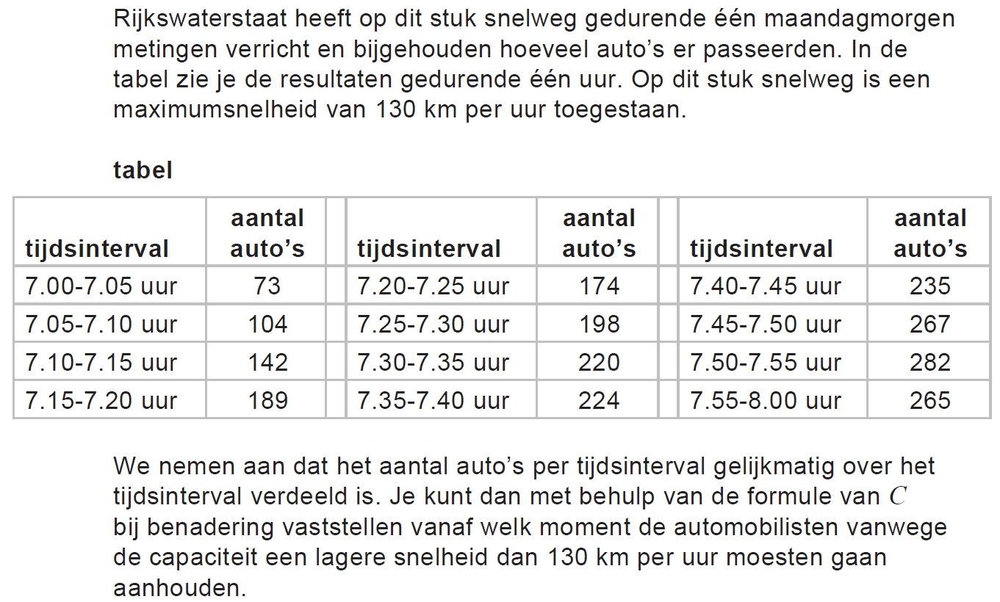 Rijkswaterstaat heeft op dit stuk snelweg gedurende één maandagmorgen
metingen verricht en bijgehouden hoeveel auto’s er passeerden. In de
tabel zie je de resultaten gedurende één uur. Op dit stuk snelweg is een
maximumsnelheid van 130 km per uur toegestaan.
tabel
tijdsinterval aantal auto’s tijdsinterval aantal auto’s tijdsinterval aantal auto’s
7.00-7.05 uur 73 7.20-7.25 uur 174 7.40-7.45 uur 235
7.05-7.10 uur 104 7.25-7.30 uur 198 7.45-7.50 uur 267
7.10-7.15 uur 142 7.30-7.35 uur 220 7.50-7.55 uur 282
7.15-7.20 uur 189 7.35-7.40 uur 224 7.55-8.00 uur 265
We nemen aan dat het aantal auto’s per tijdsinterval gelijkmatig over het
tijdsinterval verdeeld is. Je kunt dan met behulp van de formule van C
bij benadering vaststellen vanaf welk moment de automobilisten vanwege
de capaciteit een lagere snelheid dan 130 km per uur moesten gaan
aanhouden.